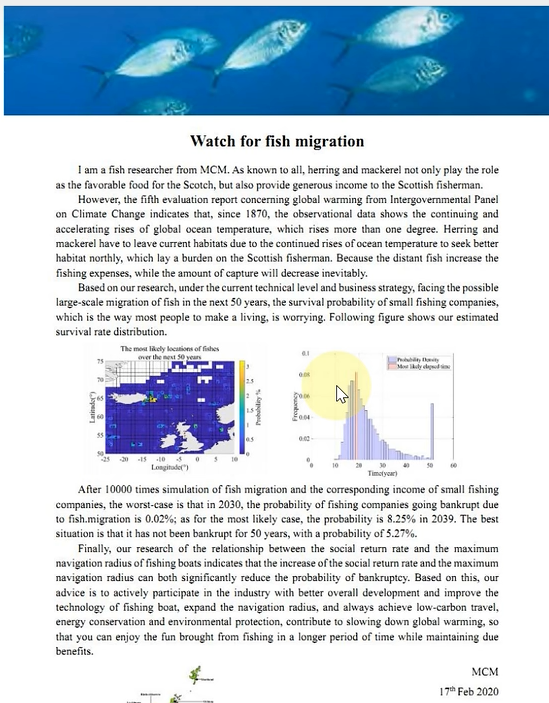 Watch for fish migration
I am a fish researcher from MCM. As known to all, herring and mackerel not only play the role
as the favorable food for the Scotch, but also provide generous income to the Scottish fisherman.
However, the fifth evaluation report concerning global warming from Intergovernmental Panel
on Climate Change indicates that, since 1870, the observational data shows the continuing and
accelerating rises of global ocean temperature, which rises more than one degree. Herring and
mackerel have to leave current habitats due to the continued rises of ocean temperature to seek better
habitat northly, which lay a burden on the Scottish fisherman. Because the distant fish increase the
fishing expenses, while the amount of capture will decrease inevitably.
Based on our research, under the current technical level and business strategy, facing the possible
large-scale migration of fish in the next 50 years, the survival probability of small fishing companies,
which is the way most people to make a living, is worrying. Following figure shows our estimated
survival rate distribution.
The most likely locations of fishes
over the next 50 years
75
70
65
60
55
50
Latitude(°)
-25 -20 -15 -10 -5 0 5 10
Longitude(°)
3
2.5
2
1.5
1
0.5
0
Probability %
0.1
0.08
0.06
0.04
0.02
0
Frequency
Probability Density
Most likely elapsed time
0 10 20 30 40 50 60
Time(year)
After 10000 times simulation of fish migration and the corresponding income of small fishing
companies, the worst-case is that in 2030, the probability of fishing companies going bankrupt due
to fish.migration is 0.02%; as for the most likely case, the probability is 8.25% in 2039. The best
situation is that it has not been bankrupt for 50 years, with a probability of 5.27%.
Finally, our research of the relationship between the social return rate and the maximum
navigation radius of fishing boats indicates that the increase of the social return rate and the maximum
navigation radius can both significantly reduce the probability of bankruptcy. Based on this, our
advice is to actively participate in the industry with better overall development and improve the
technology of fishing boat, expand the navigation radius, and always achieve low-carbon travel,
energy conservation and environmental protection, contribute to slowing down global warming, so
that you can enjoy the fun brought from fishing in a longer period of time while maintaining due
benefits.
MCM
17th Feb 2020